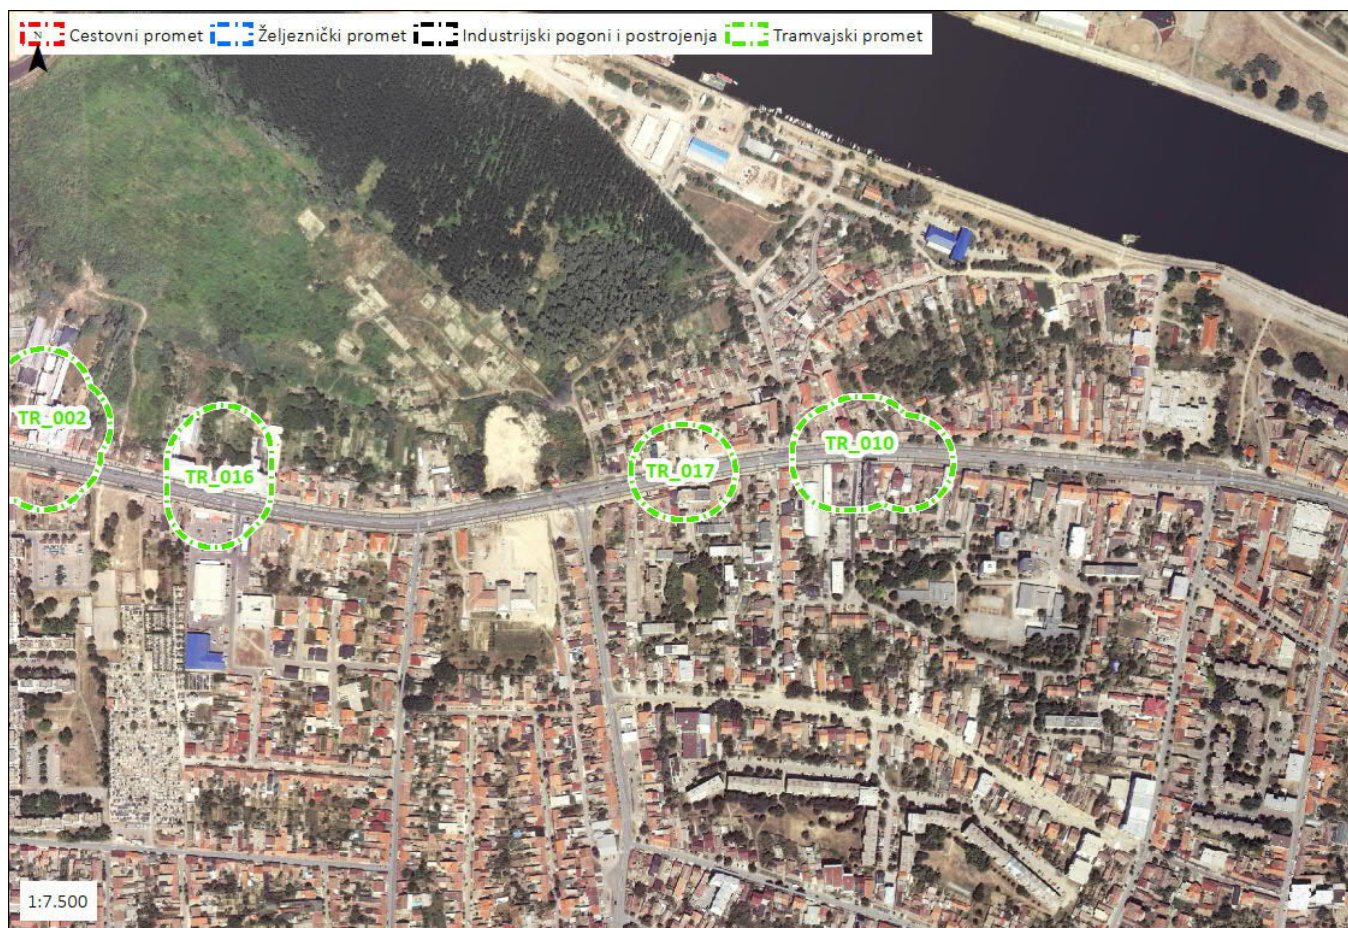 N
Cestovni promet Željeznički promet Industrijski pogoni i postrojenja Tramvajski promet
TR_002
TR_016
TR_017
TR_010
1:7.500